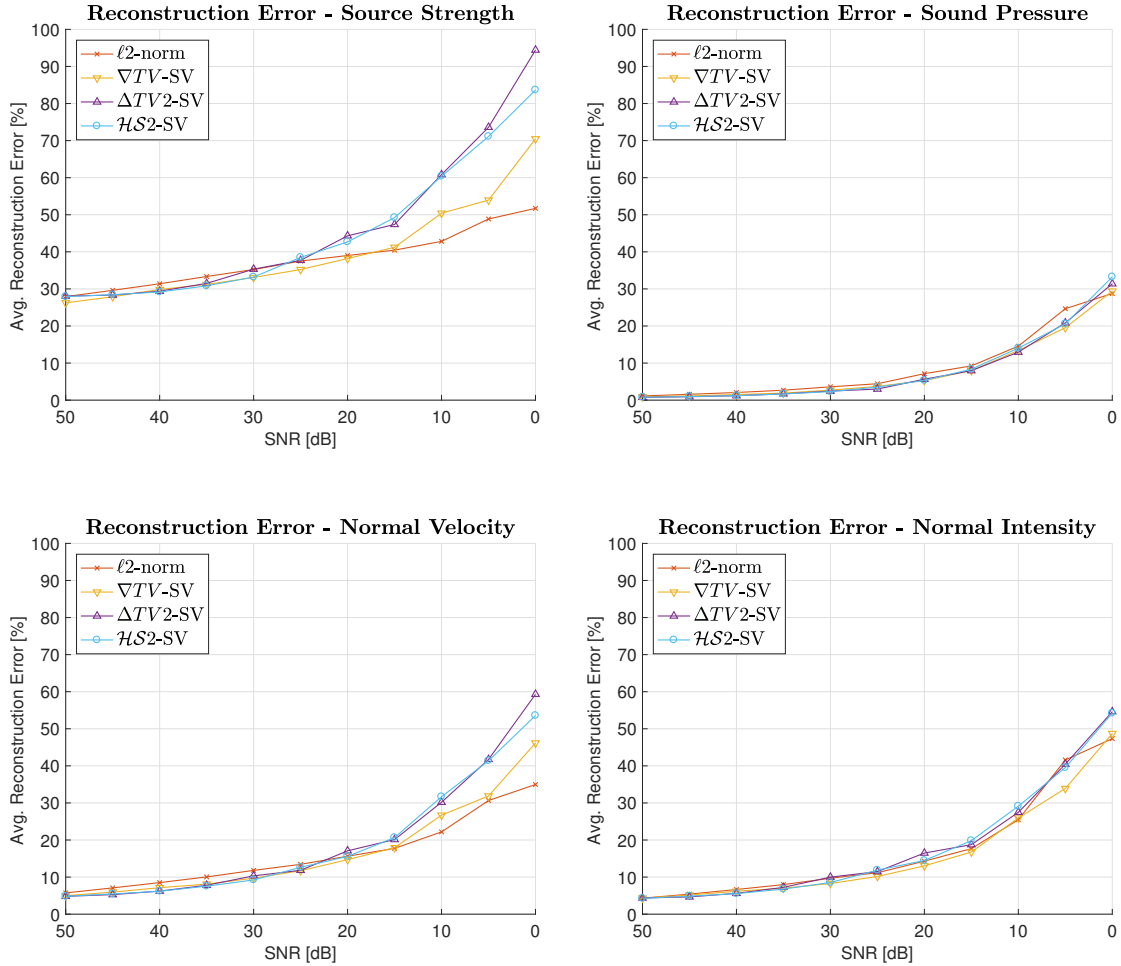 Reconstruction Error - Source Strength
100
90
80
70
60
50
40
30
20
10
0
Avg. Reconstruction Error [%]
ℓ2-norm
∇TV-SV
ΔTV2-SV
ℋ𝒮2-SV
50 40 30 20 10 0
SNR [dB]
Reconstruction Error - Sound Pressure
100
90
80
70
60
50
40
30
20
10
0
Avg. Reconstruction Error [%]
ℓ2-norm
∇TV-SV
ΔTV2-SV
ℋ𝒮2-SV
50 40 30 20 10 0
SNR [dB]
Reconstruction Error - Normal Velocity
100
90
80
70
60
50
40
30
20
10
0
Avg. Reconstruction Error [%]
ℓ2-norm
∇TV-SV
ΔTV2-SV
ℋ𝒮2-SV
50 40 30 20 10 0
SNR [dB]
Reconstruction Error - Normal Intensity
100
90
80
70
60
50
40
30
20
10
0
Avg. Reconstruction Error [%]
ℓ2-norm
∇TV-SV
ΔTV2-SV
ℋ𝒮2-SV
50 40 30 20 10 0
SNR [dB]